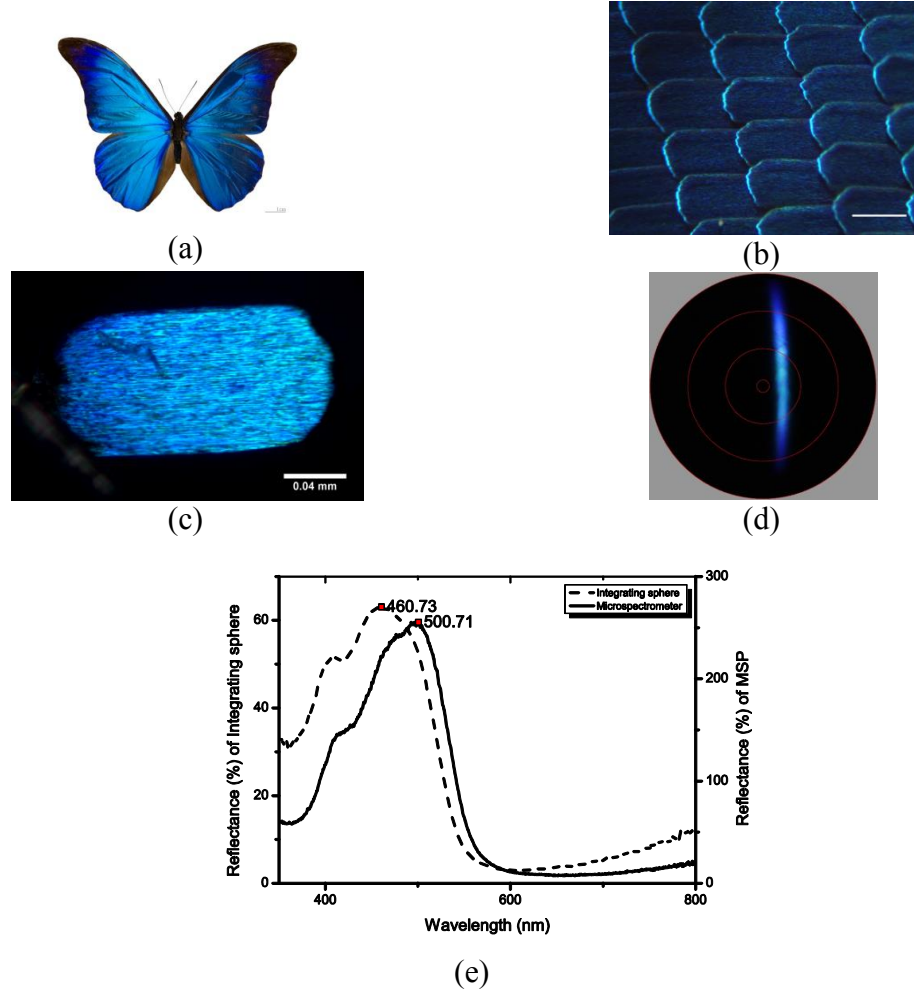 (a)
(b)
0.04 mm
(c)
(d)
Reflectance (%) of Integrating sphere
60
40
20
0
460.73
500.71
Integrating sphere
Microspectrometer
300
200
100
0
Reflectance (%) of MSP
400
600
800
Wavelength (nm)
(e)